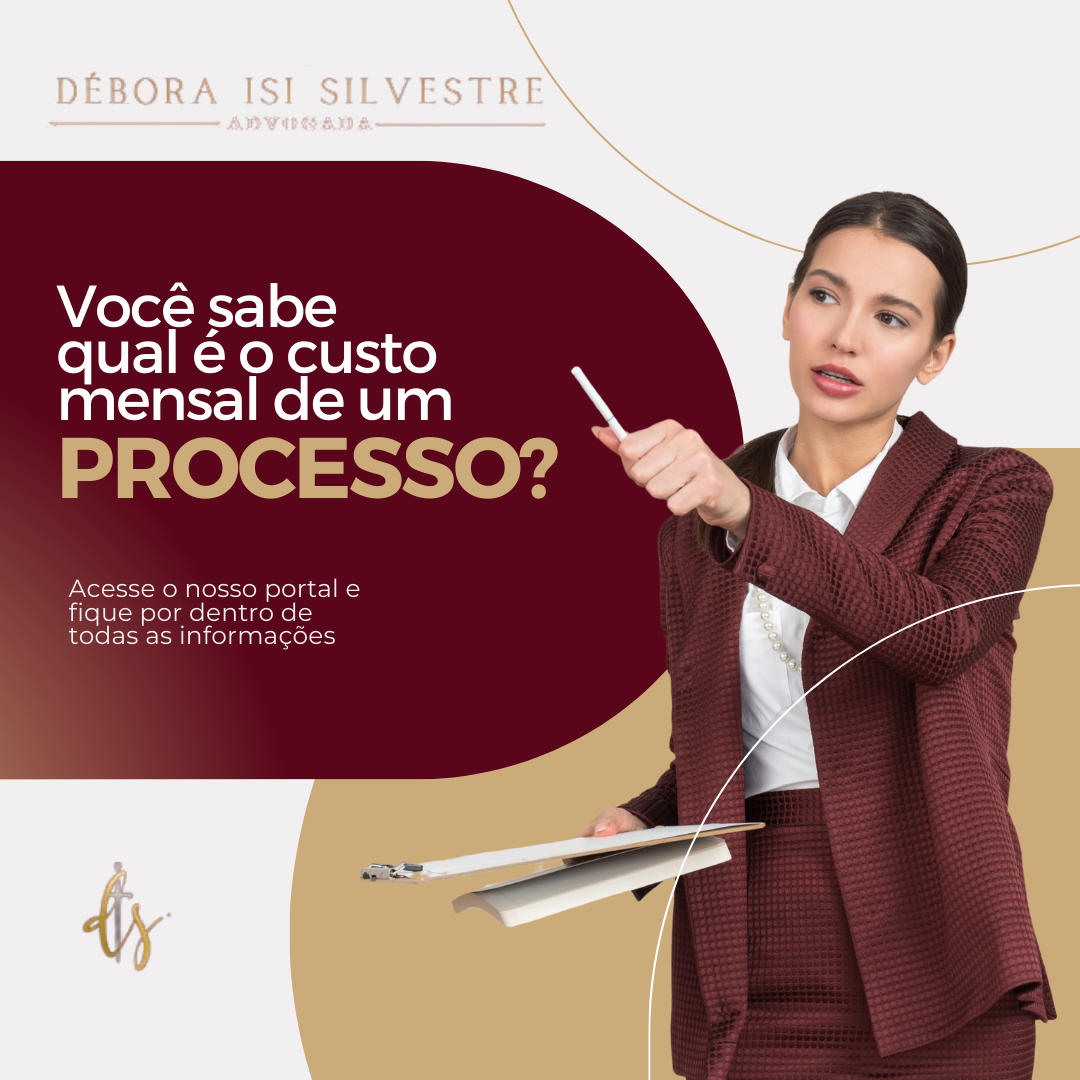 DÉBORA ISI SILVESTRE
ADVOGADA
Você sabe
qual é o custo
mensal de um
PROCESSO?
Acesse o nosso portal e
fique por dentro de
todas as informações